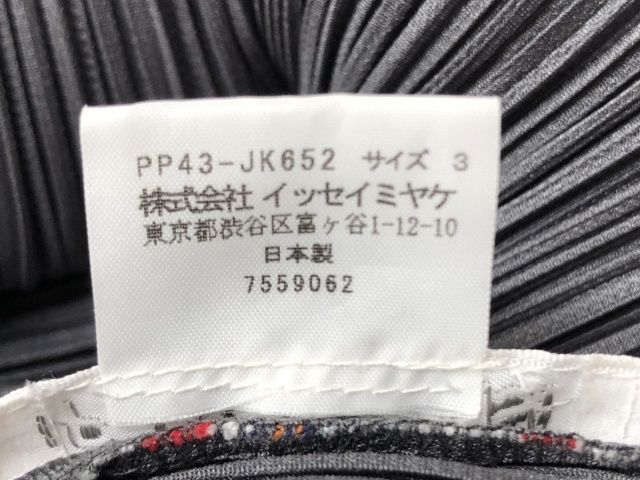 PP43-JK652 サイズ 3
株式会社 イッセイミヤケ
東京都渋谷区富ヶ谷1-12-10
日本製
7559062